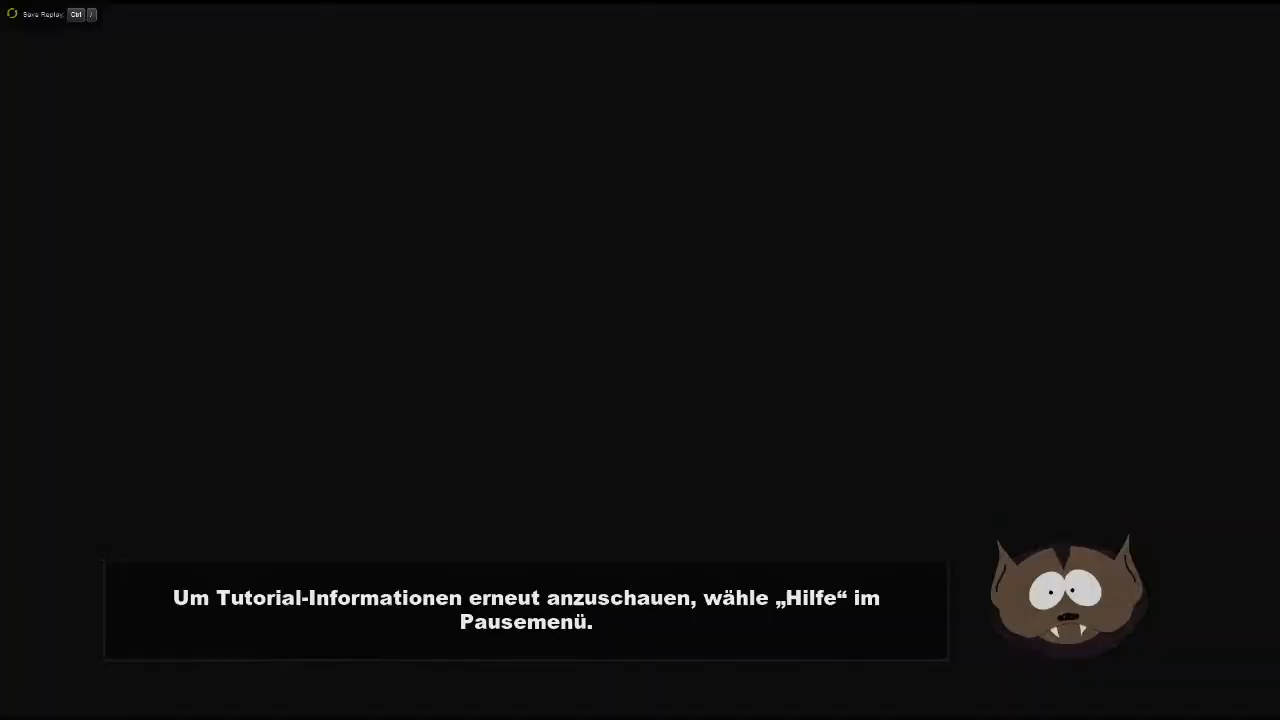 Save Replay: Ctrl /
Um Tutorial-Informationen erneut anzuschauen, wähle „Hilfe“ im
Pausemenü.